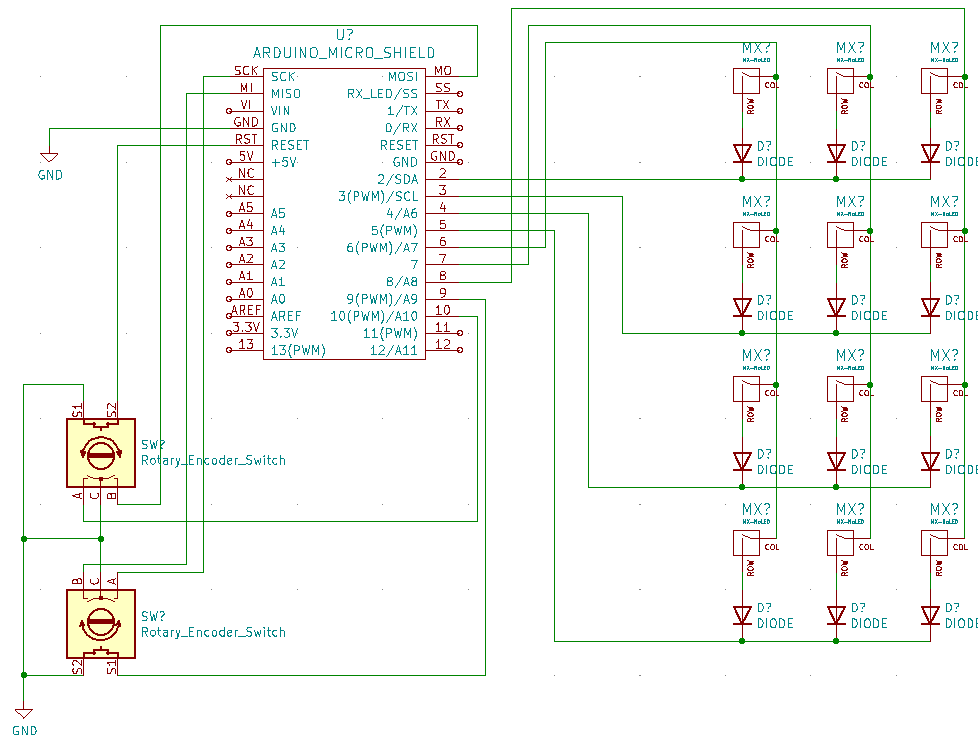 U?
ARDUINO_MICRO_SHIELD
SCK SCK MOSI MO
MI MISO RX_LED/SS SS
VI VIN 1/TX TX
GND GND 0/RX RX
RST RESET RESET RST
5V +5V GND GND
NC 2/SDA 2
NC 3(PWM)/SCL 3
A5 A5 4/A6 4
A4 A4 5(PWM) 5
A3 A3 6(PWM)/A7 6
A2 A2 7 7
A1 A1 8/A8 8
A0 A0 9(PWM)/A9 9
AREF AREF 10(PWM)/A10 10
3.3V 3.3V 11(PWM) 11
13 13(PWM) 12/A11 12
GND
S1 S2
SW?
Rotary_Encoder_Switch
A C B
B C A
SW?
Rotary_Encoder_Switch
S2 S1
GND
MX? MX? MX?
MX-NoLED MX-NoLED MX-NoLED
COL COL COL
ROW ROW ROW
D? D? D?
DIODE DIODE DIODE
MX? MX? MX?
MX-NoLED MX-NoLED MX-NoLED
COL COL COL
ROW ROW ROW
D? D? D?
DIODE DIODE DIODE
MX? MX? MX?
MX-NoLED MX-NoLED MX-NoLED
COL COL COL
ROW ROW ROW
D? D? D?
DIODE DIODE DIODE
MX? MX? MX?
MX-NoLED MX-NoLED MX-NoLED
COL COL COL
ROW ROW ROW
D? D? D?
DIODE DIODE DIODE